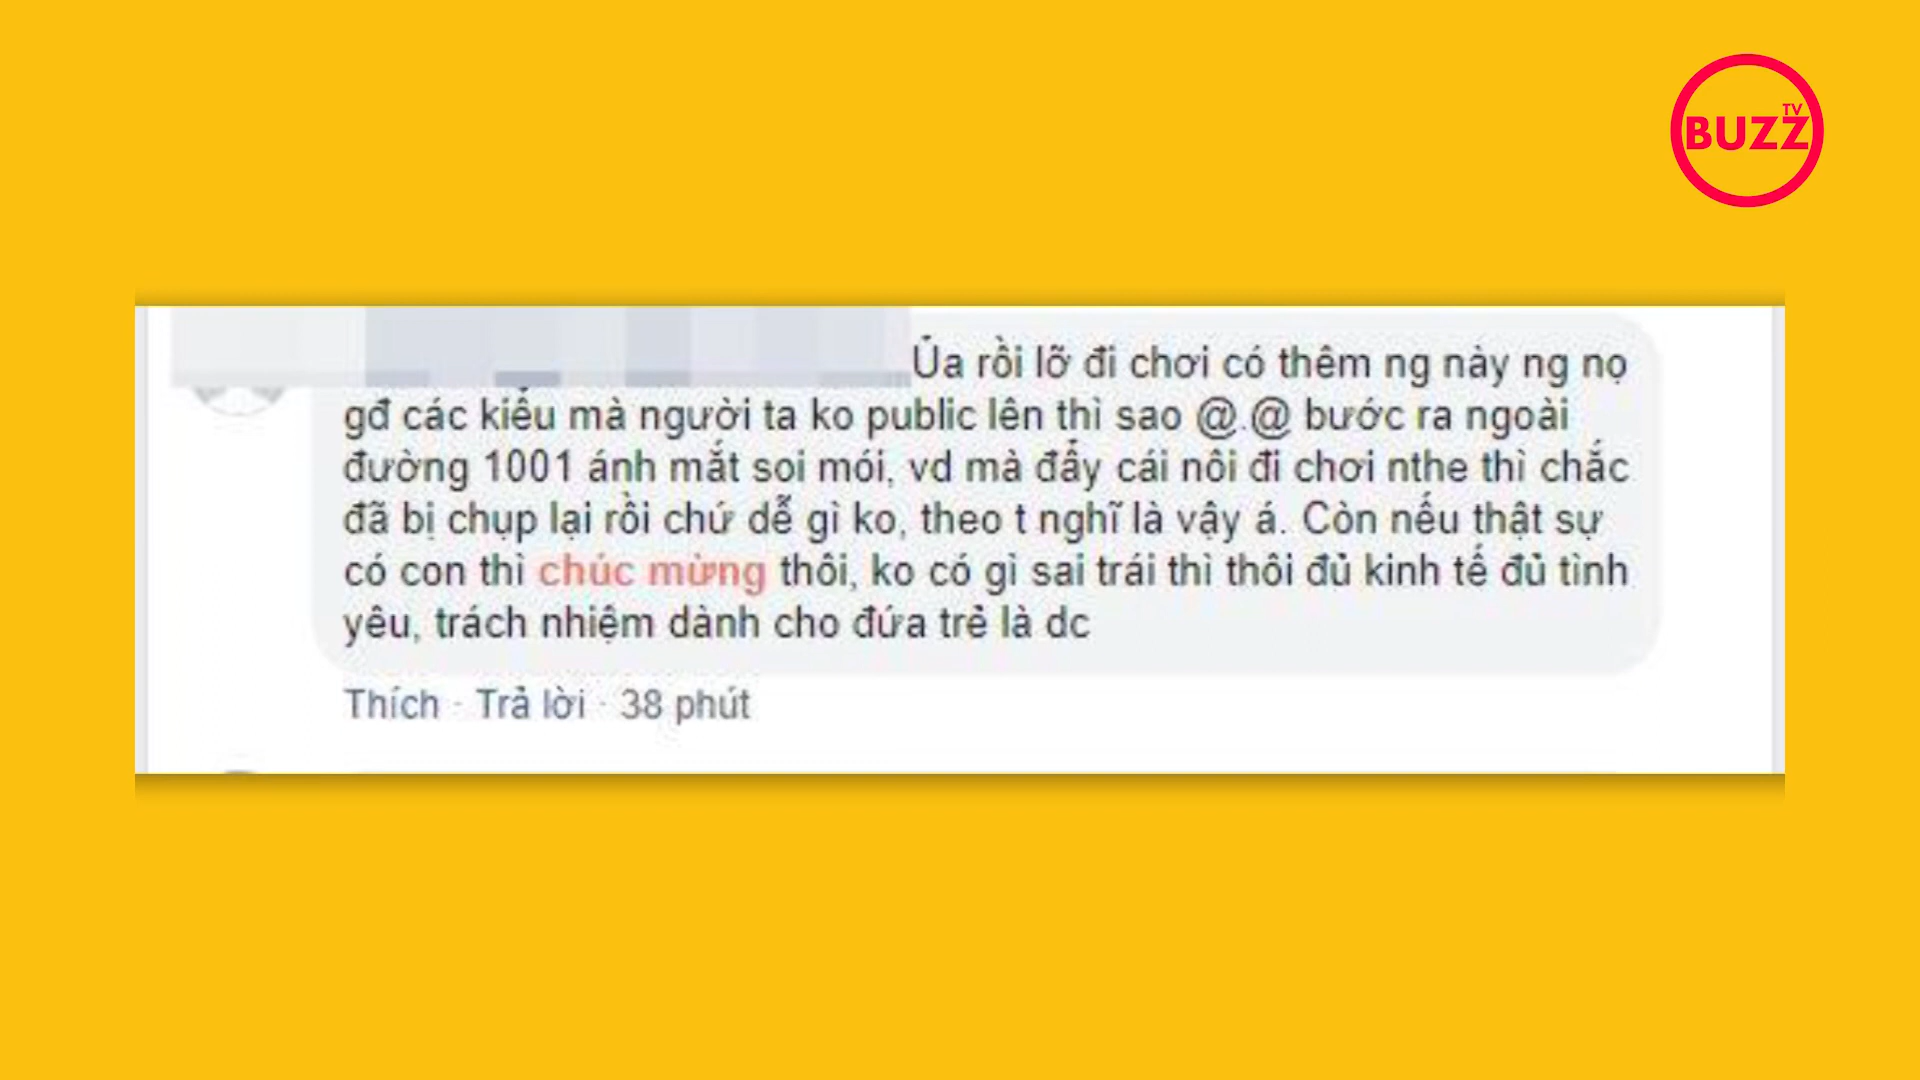 TV
BUZZ
Ủa rồi lỡ đi chơi có thêm ng này ng nọ
gđ các kiểu mà người ta ko public lên thì sao @.@ bước ra ngoài
đường 1001 ánh mắt soi mói, vd mà đẩy cái nôi đi chơi nthe thì chắc
đã bị chụp lại rồi chứ dễ gì ko, theo t nghĩ là vậy á. Còn nếu thật sự
có con thì chúc mừng thôi, ko có gì sai trái thì thôi đủ kinh tế đủ tình
yêu, trách nhiệm dành cho đứa trẻ là dc
Thích · Trả lời · 38 phút